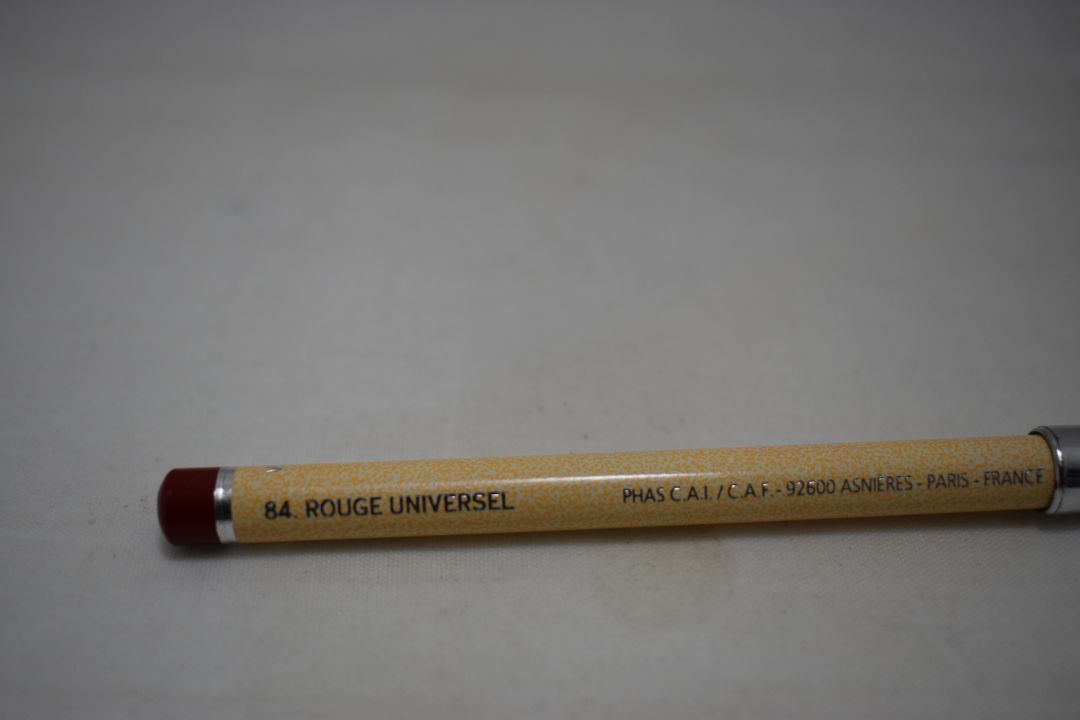 84. ROUGE UNIVERSEL PHAS C.A.I. / C.A.F. - 92600 ASNIÈRES - PARIS - FRANCE